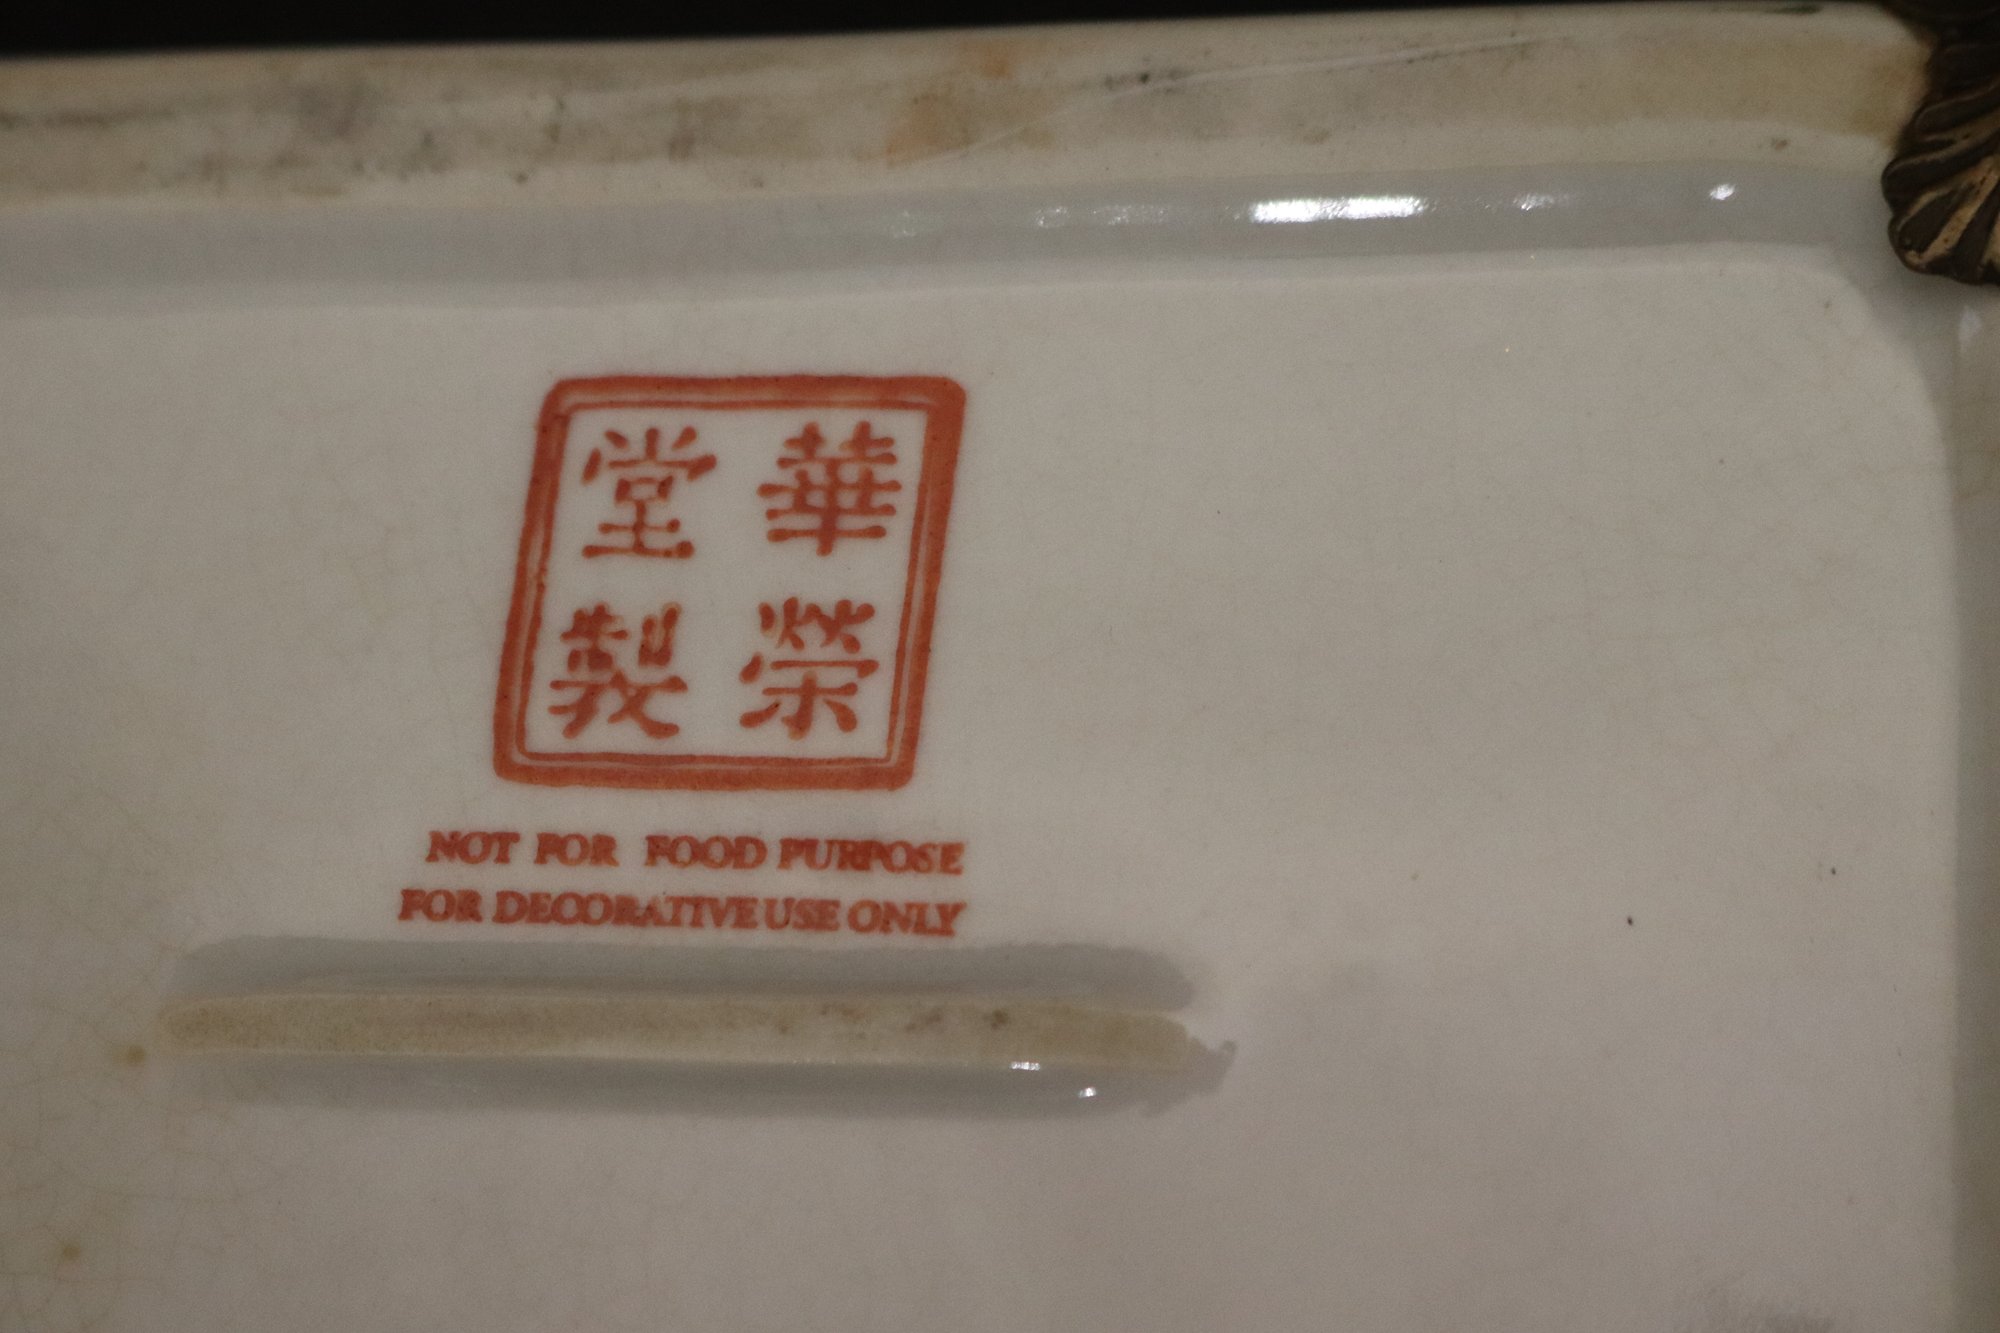 華榮
堂製
NOT FOR FOOD PURPOSE
FOR DECORATIVE USE ONLY